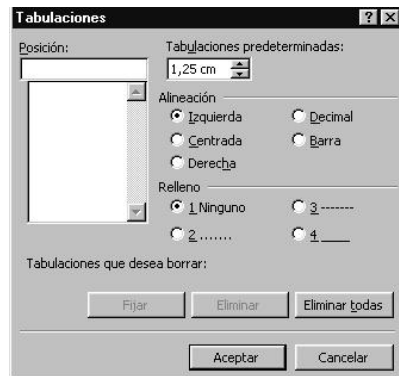 Tabulaciones
Posición:
Tabulaciones predeterminadas:
1,25 cm
Alineación
Izquierda
Decimal
Centrada
Barra
Derecha
Relleno
1 Ninguno
3 -------
2 .......
4 ____
Tabulaciones que desea borrar:
Fijar
Eliminar
Eliminar todas
Aceptar
Cancelar